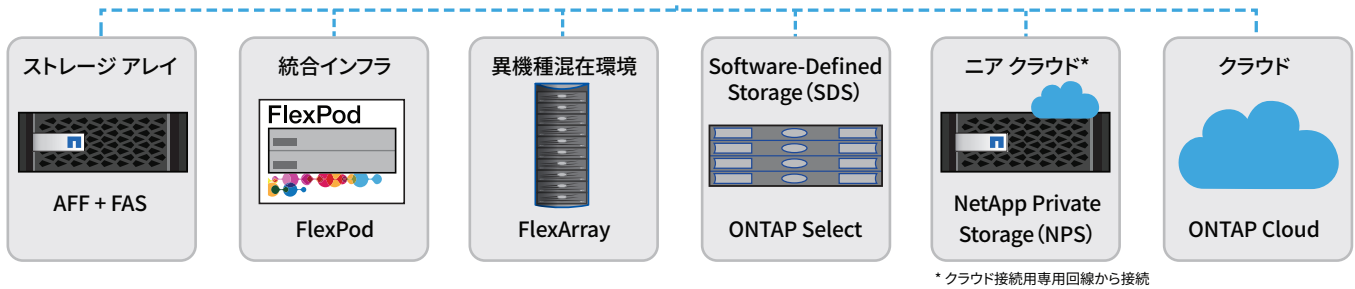 ストレージ アレイ
AFF + FAS
統合インフラ
FlexPod
FlexPod
異機種混在環境
FlexArray
Software-Defined
Storage（SDS）
ONTAP Select
ニア クラウド*
NetApp Private
Storage（NPS）
クラウド
ONTAP Cloud
* クラウド接続用専用回線から接続